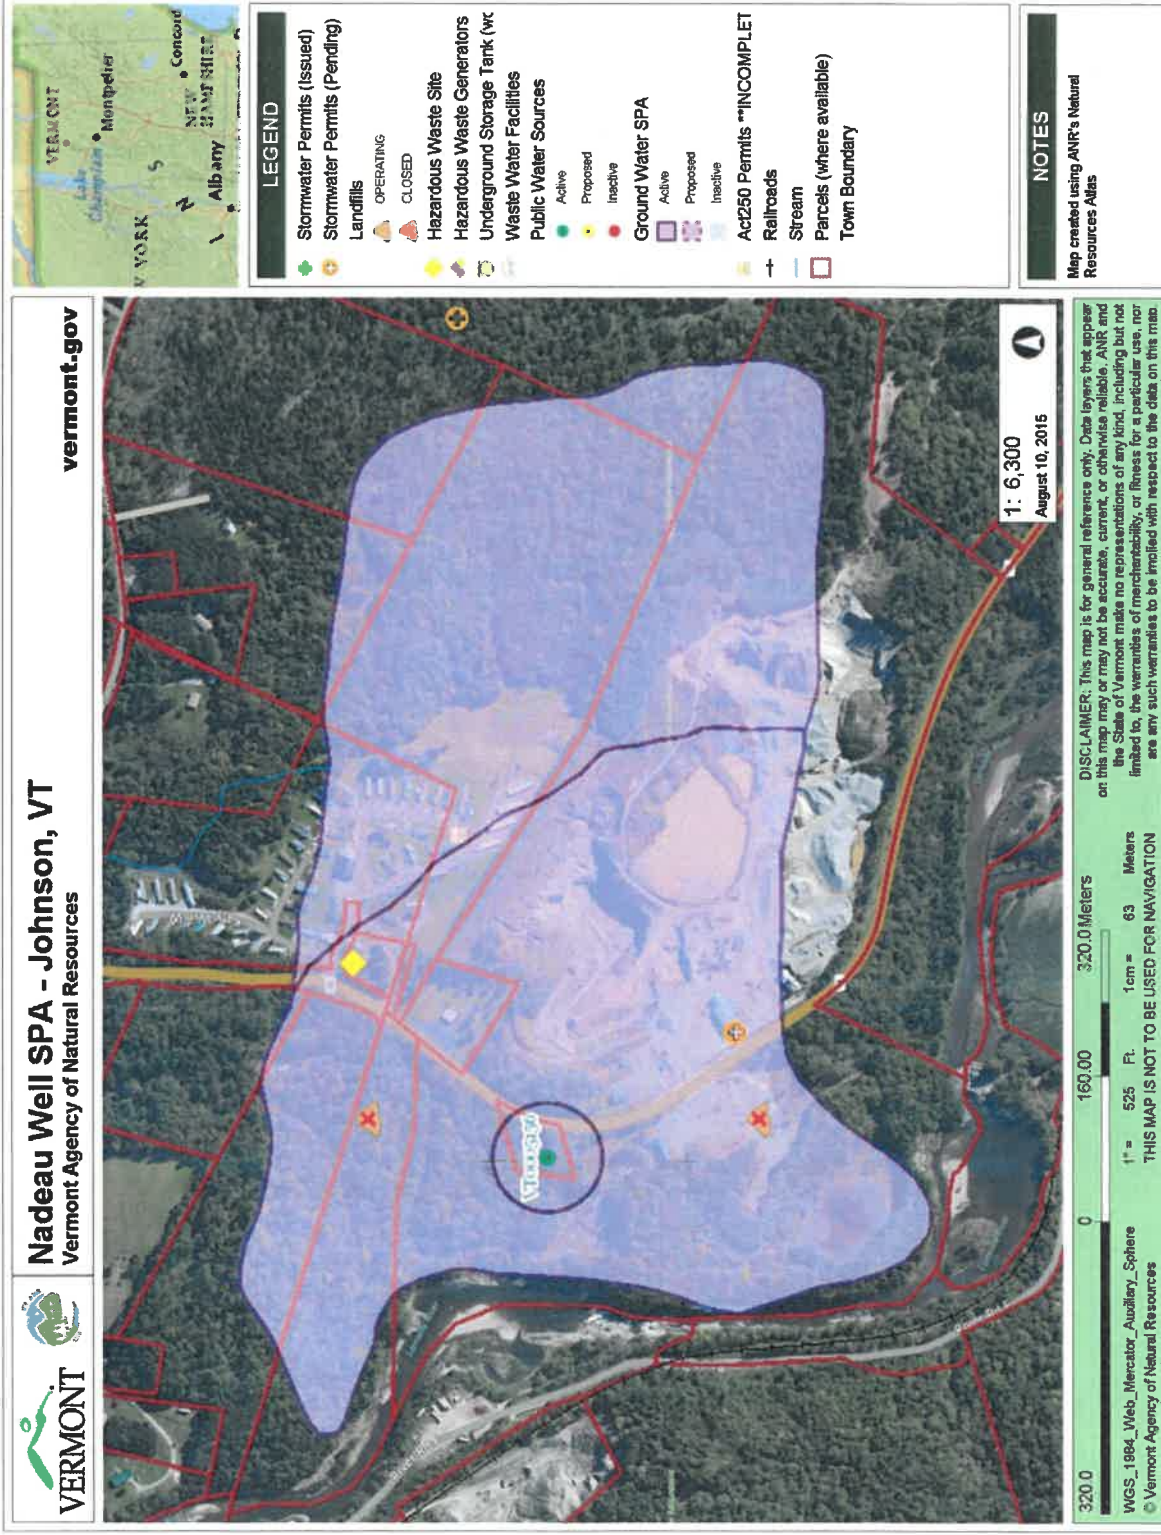 VERMONT
Nadeau Well SPA - Johnson, VT
Vermont Agency of Natural Resources
vermont.gov
VERMONT
Lake
Champlain
Montpelier
NEW
HAMPSHIRE
Concord
YORK
Albany
LEGEND
Stormwater Permits (Issued)
Stormwater Permits (Pending)
Landfills
OPERATING
CLOSED
Hazardous Waste Site
Hazardous Waste Generators
Underground Storage Tank (wc
Waste Water Facilities
Public Water Sources
Active
Proposed
Inactive
Ground Water SPA
Active
Proposed
Inactive
Act250 Permits **INCOMPLET
Railroads
Stream
Parcels (where available)
Town Boundary
1: 6,300
August 10, 2015
NOTES
Map created using ANR's Natural
Resources Atlas
320.0
0
160.00
320.0 Meters
WGS_1984_Web_Mercator_Auxiliary_Sphere
1" = 525 Ft. 1cm = 63 Meters
© Vermont Agency of Natural Resources
THIS MAP IS NOT TO BE USED FOR NAVIGATION
DISCLAIMER: This map is for general reference only. Data layers that appear
on this map may or may not be accurate, current, or otherwise reliable. ANR and
the State of Vermont make no representations of any kind, including but not
limited to, the warranties of merchantability, or fitness for a particular use, nor
are any such warranties to be implied with respect to the data on this map.